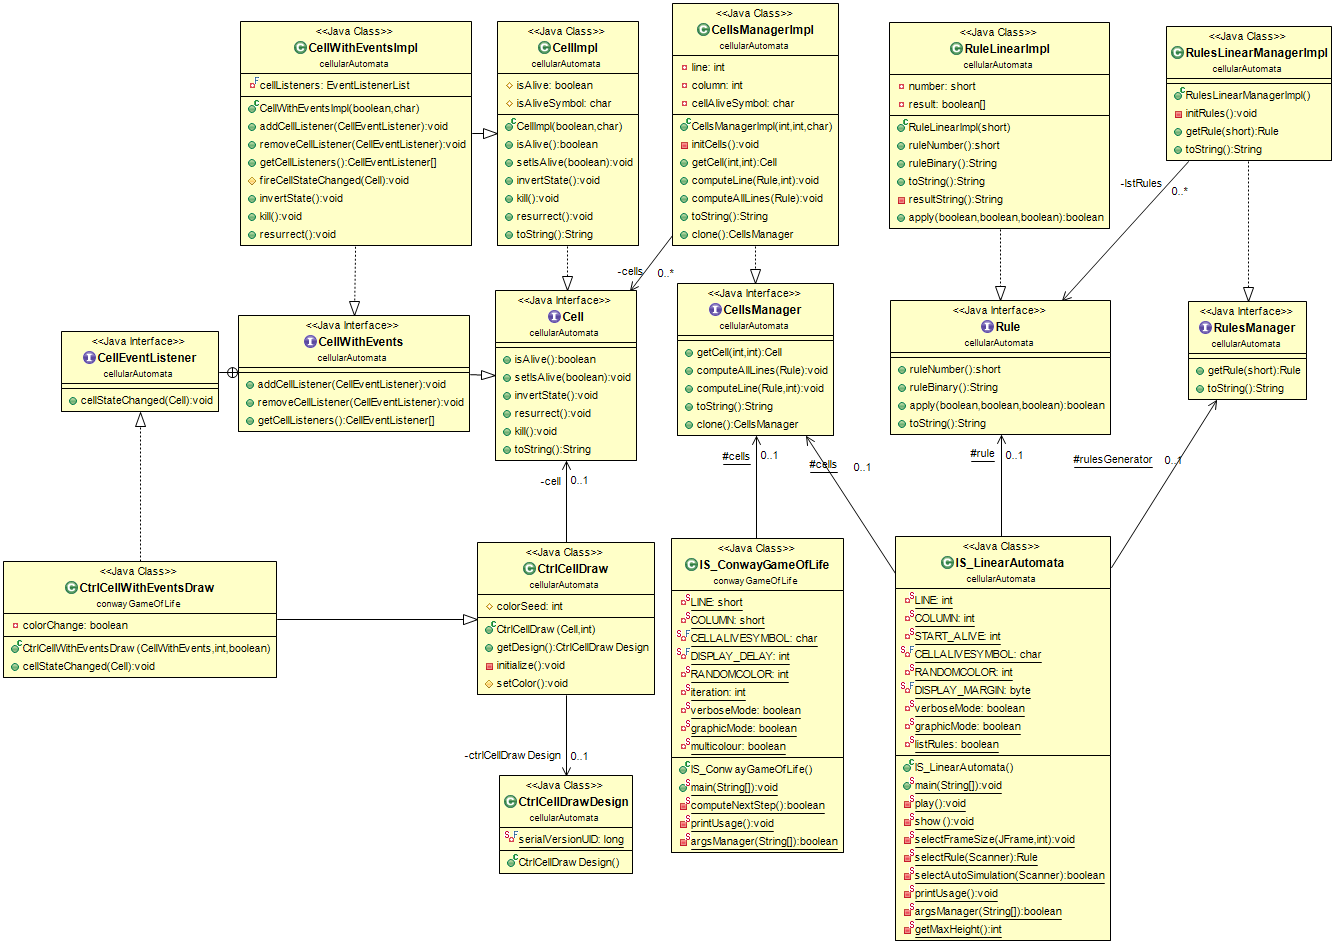 <<Java Class>>
CellWithEventsImpl
cellularAutomata
cellListeners: EventListenerList
CellWithEventsImpl(boolean,char)
addCellListener(CellEventListener):void
removeCellListener(CellEventListener):void
getCellListeners():CellEventListener[]
fireCellStateChanged(Cell):void
invertState():void
kill():void
resurrect():void
<<Java Class>>
CellImpl
cellularAutomata
isAlive: boolean
isAliveSymbol: char
CellImpl(boolean,char)
isAlive():boolean
setIsAlive(boolean):void
invertState():void
kill():void
resurrect():void
toString():String
<<Java Class>>
CellsManagerImpl
cellularAutomata
line: int
column: int
cellAliveSymbol: char
CellsManagerImpl(int,int,char)
initCells():void
getCell(int,int):Cell
computeLine(Rule,int):void
computeAllLines(Rule):void
toString():String
clone():CellsManager
<<Java Class>>
RuleLinearImpl
cellularAutomata
number: short
result: boolean[]
RuleLinearImpl(short)
ruleNumber():short
ruleBinary():String
toString():String
resultString():String
apply(boolean,boolean,boolean):boolean
<<Java Class>>
RulesLinearManagerImpl
cellularAutomata
RulesLinearManagerImpl()
initRules():void
getRule(short):Rule
toString():String
-lstRules
0..*
-cells
0..*
<<Java Interface>>
CellEventListener
cellularAutomata
cellStateChanged(Cell):void
<<Java Interface>>
CellWithEvents
cellularAutomata
addCellListener(CellEventListener):void
removeCellListener(CellEventListener):void
getCellListeners():CellEventListener[]
<<Java Interface>>
Cell
cellularAutomata
isAlive():boolean
setIsAlive(boolean):void
invertState():void
resurrect():void
kill():void
toString():String
<<Java Interface>>
CellsManager
cellularAutomata
getCell(int,int):Cell
computeAllLines(Rule):void
computeLine(Rule,int):void
toString():String
clone():CellsManager
<<Java Interface>>
Rule
cellularAutomata
ruleNumber():short
ruleBinary():String
apply(boolean,boolean,boolean):boolean
toString():String
<<Java Interface>>
RulesManager
cellularAutomata
getRule(short):Rule
toString():String
-cell
0..1
#cells
0..1
#cells
0..1
#rule
0..1
#rulesGenerator
0..1
<<Java Class>>
CtrlCellWithEventsDraw
conwayGameOfLife
colorChange: boolean
CtrlCellWithEventsDraw(CellWithEvents,int,boolean)
cellStateChanged(Cell):void
<<Java Class>>
CtrlCellDraw
cellularAutomata
colorSeed: int
CtrlCellDraw(Cell,int)
getDesign():CtrlCellDrawDesign
initialize():void
setColor():void
-ctrlCellDrawDesign
0..1
<<Java Class>>
CtrlCellDrawDesign
cellularAutomata
serialVersionUID: long
CtrlCellDrawDesign()
<<Java Class>>
IS_ConwayGameOfLife
conwayGameOfLife
LINE: short
COLUMN: short
CELLALIVESYMBOL: char
DISPLAY_DELAY: int
RANDOMCOLOR: int
iteration: int
verboseMode: boolean
graphicMode: boolean
multicolour: boolean
IS_ConwayGameOfLife()
main(String[]):void
computeNextStep():boolean
printUsage():void
argsManager(String[]):boolean
<<Java Class>>
IS_LinearAutomata
cellularAutomata
LINE: int
COLUMN: int
START_ALIVE: int
CELLALIVESYMBOL: char
RANDOMCOLOR: int
DISPLAY_MARGIN: byte
verboseMode: boolean
graphicMode: boolean
listRules: boolean
IS_LinearAutomata()
main(String[]):void
play():void
show():void
selectFrameSize(JFrame,int):void
selectRule(Scanner):Rule
selectAutoSimulation(Scanner):boolean
printUsage():void
argsManager(String[]):boolean
getMaxHeight():int